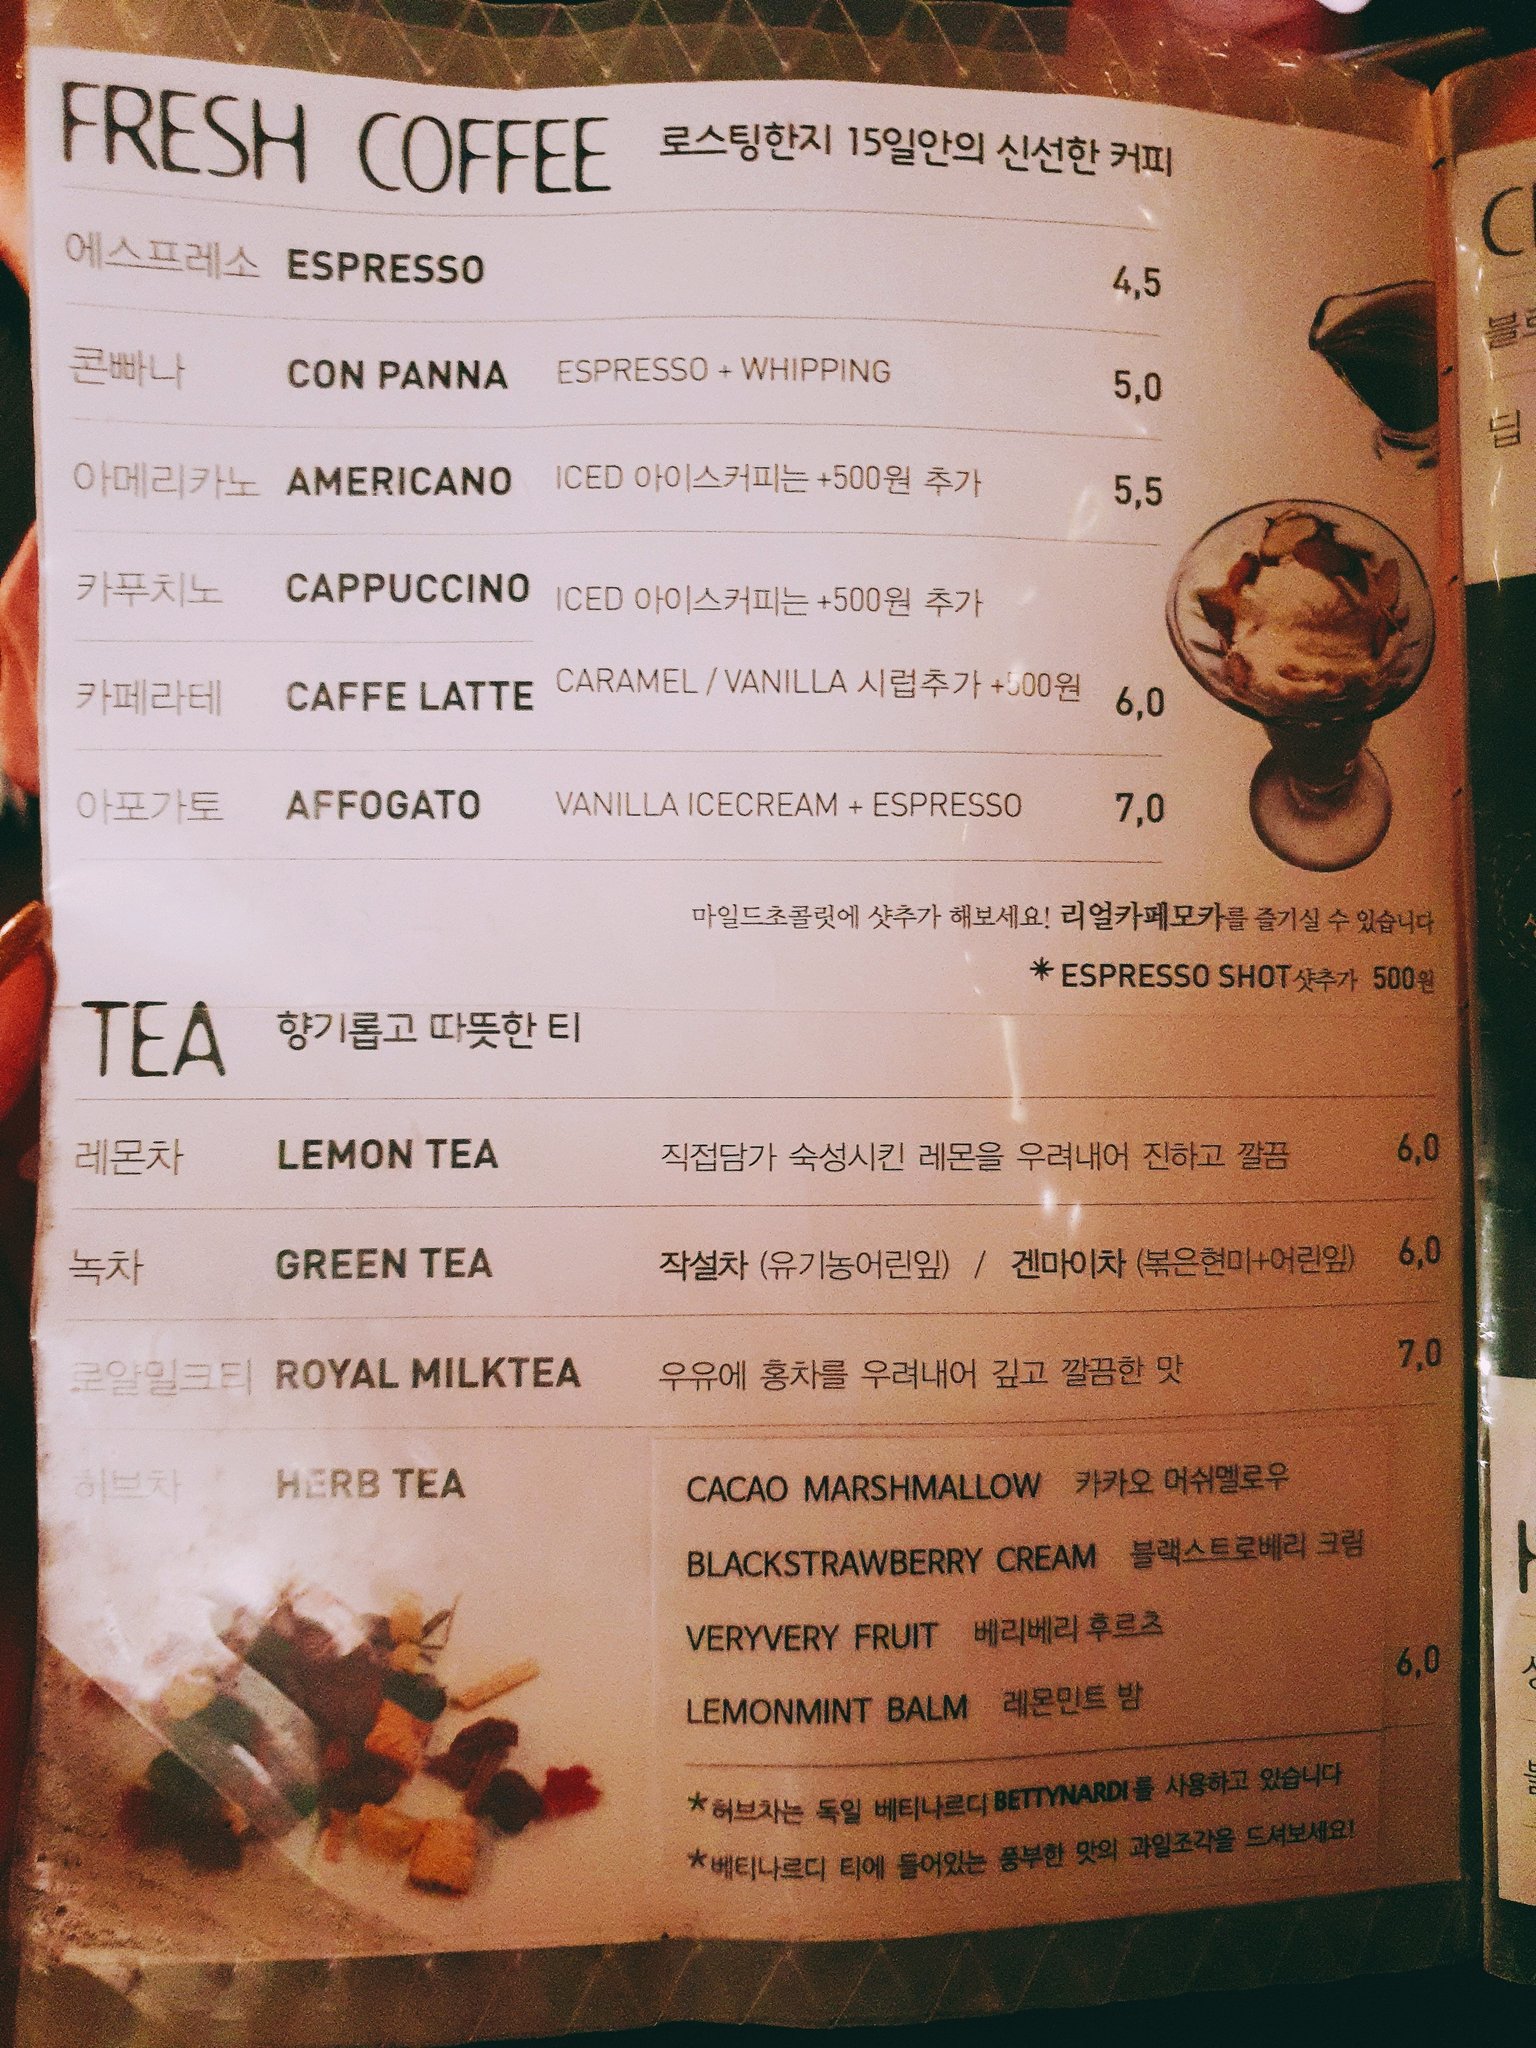 FRESH COFFEE 로스팅한지 15일안의 신선한 커피
에스프레소 ESPRESSO 4,5
콘빠나 CON PANNA ESPRESSO + WHIPPING 5,0
아메리카노 AMERICANO ICED 아이스커피는 +500원 추가 5,5
카푸치노 CAPPUCCINO ICED 아이스커피는 +500원 추가
카페라테 CAFFE LATTE CARAMEL / VANILLA 시럽추가 +500원 6,0
아포가토 AFFOGATO VANILLA ICECREAM + ESPRESSO 7,0
마일드초콜릿에 샷추가 해보세요! 리얼카페모카를 즐기실 수 있습니다
* ESPRESSO SHOT샷추가 500원
TEA 향기롭고 따뜻한 티
레몬차 LEMON TEA 직접담가 숙성시킨 레몬을 우려내어 진하고 깔끔 6,0
녹차 GREEN TEA 작설차 (유기농어린잎) / 겐마이차 (볶은현미+어린잎) 6,0
로얄밀크티 ROYAL MILKTEA 우유에 홍차를 우려내어 깊고 깔끔한 맛 7,0
허브차 HERB TEA CACAO MARSHMALLOW 카카오 머쉬멜로우
BLACKSTRAWBERRY CREAM 블랙스트로베리 크림
VERYVERY FRUIT 베리베리 후르츠
6,0
LEMONMINT BALM 레몬민트 밤
*허브차는 독일 베티나르디 BETTYNARDI를 사용하고 있습니다
*베티나르디 티에 들어있는 풍부한 맛의 과일조각을 드셔보세요!
딥